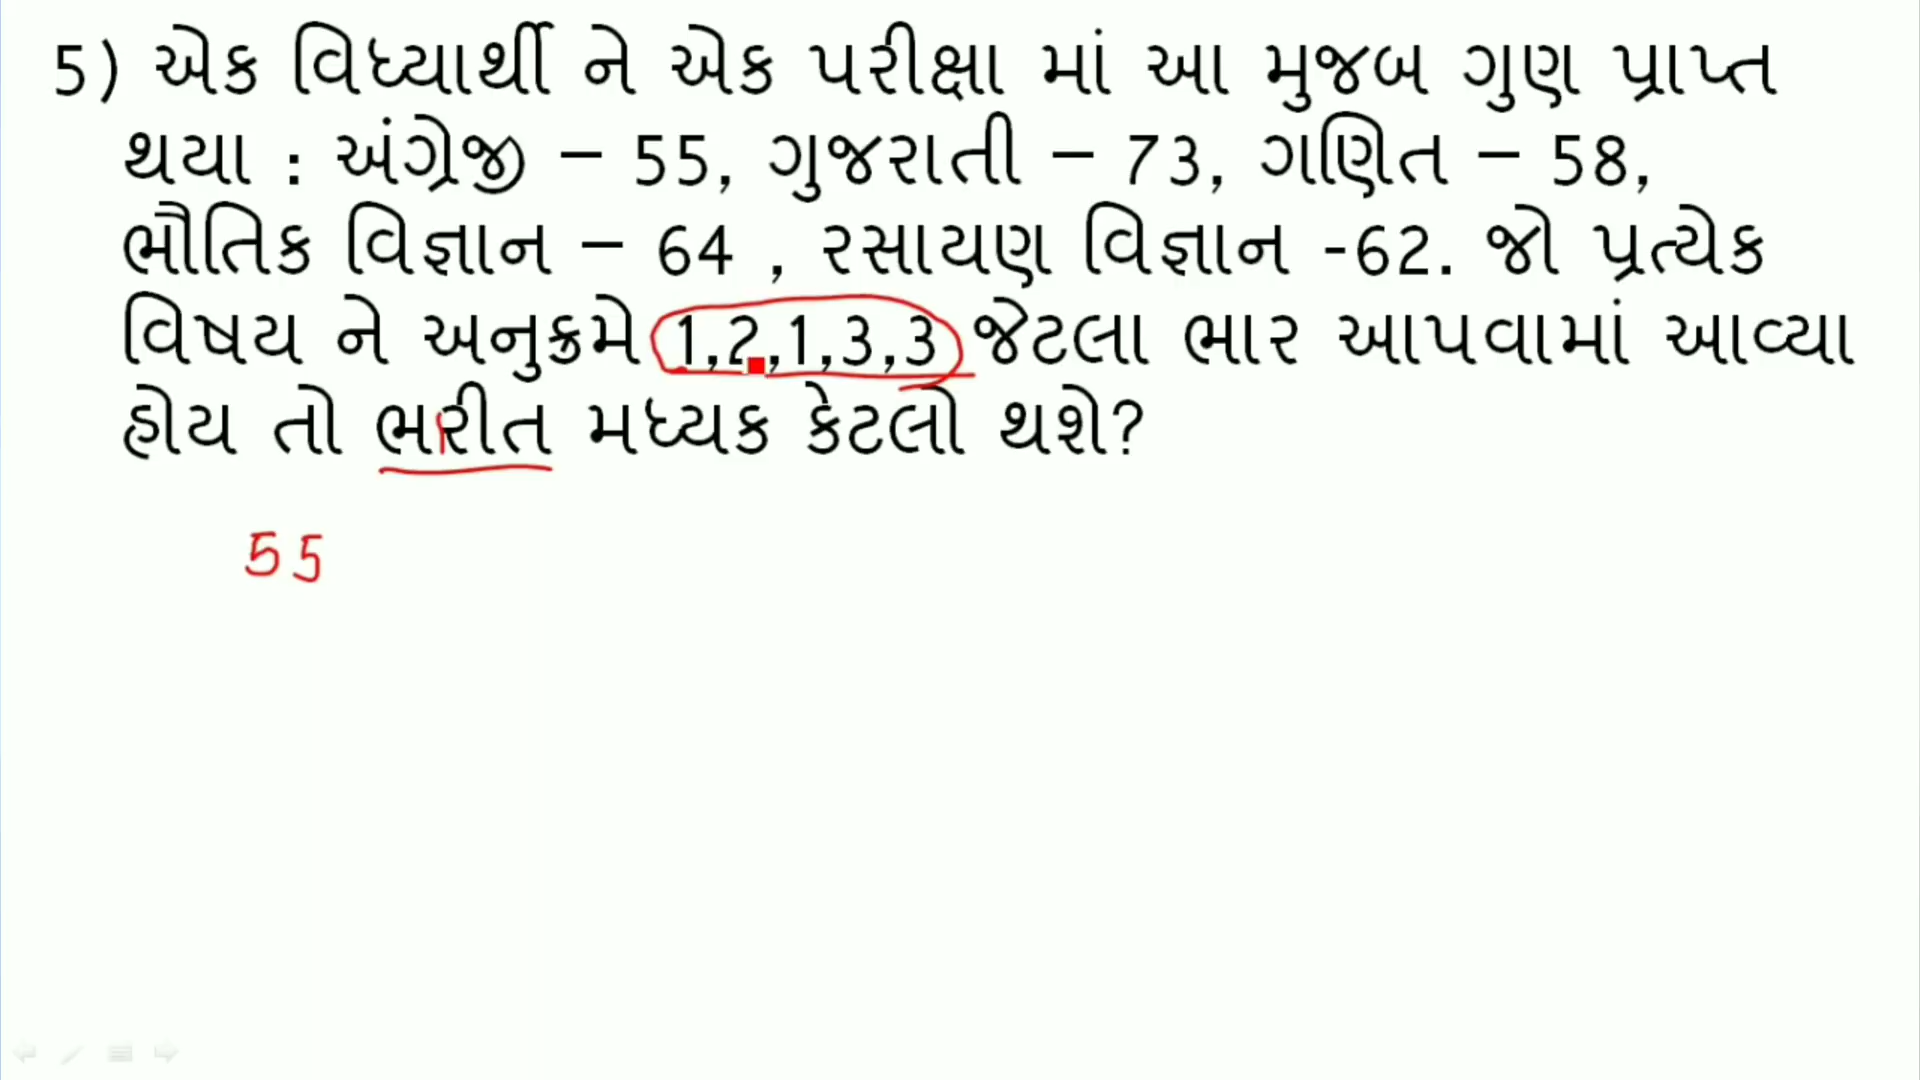 5) એક વિધ્યાર્થી ને એક પરીક્ષા માં આ મુજબ ગુણ પ્રાપ્ત
થયા : અંગ્રેજી – 55, ગુજરાતી – 73, ગણિત – 58,
ભૌતિક વિજ્ઞાન – 64 , રસાયણ વિજ્ઞાન -62. જો પ્રત્યેક
વિષય ને અનુક્રમે 1,2,1,3,3 જેટલા ભાર આપવામાં આવ્યા
હોય તો ભરીત મધ્યક કેટલો થશે?
55